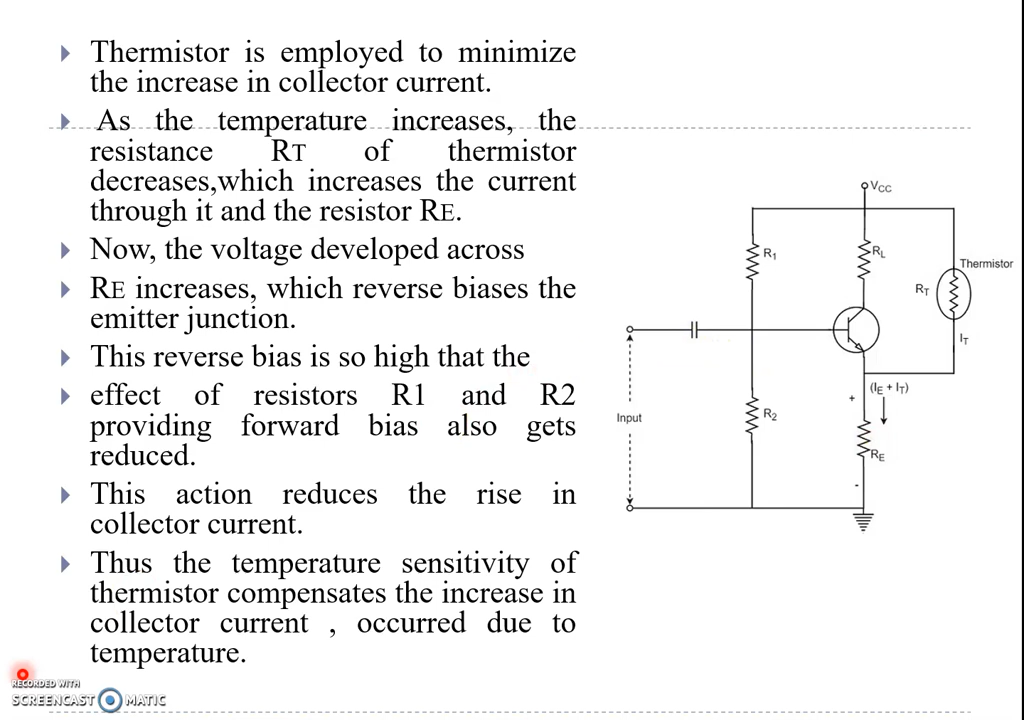 Thermistor is employed to minimize
the increase in collector current.
As the temperature increases, the
resistance RT of thermistor
decreases,which increases the current
through it and the resistor RE.
Now, the voltage developed across
RE increases, which reverse biases the
emitter junction.
This reverse bias is so high that the
effect of resistors R1 and R2
providing forward bias also gets
reduced.
This action reduces the rise in
collector current.
Thus the temperature sensitivity of
thermistor compensates the increase in
collector current , occurred due to
temperature.
VCC
R1
RL
Thermistor
RT
IT
(IE + IT)
+
Input
R2
RE
-
RECORDED WITH
SCREENCAST MATIC